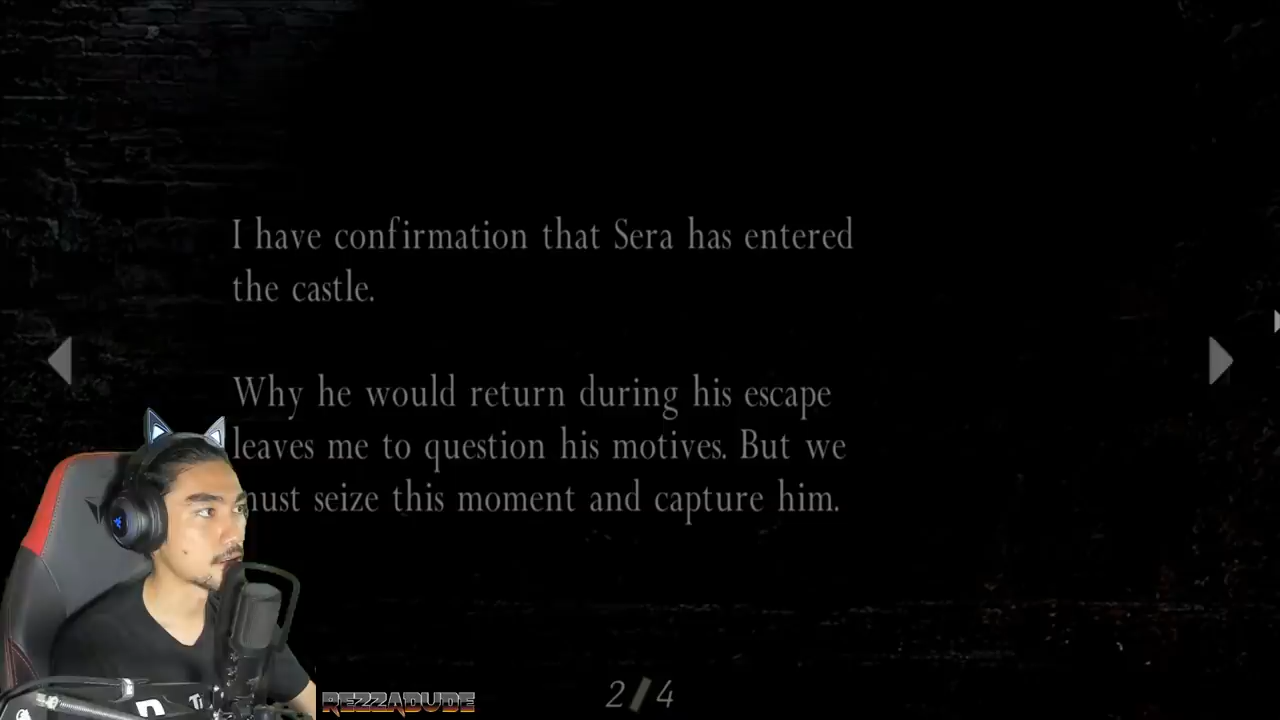 I have confirmation that Sera has entered
the castle.
Why he would return during his escape
leaves me to question his motives. But we
must seize this moment and capture him.
REZZADUDE
2/4